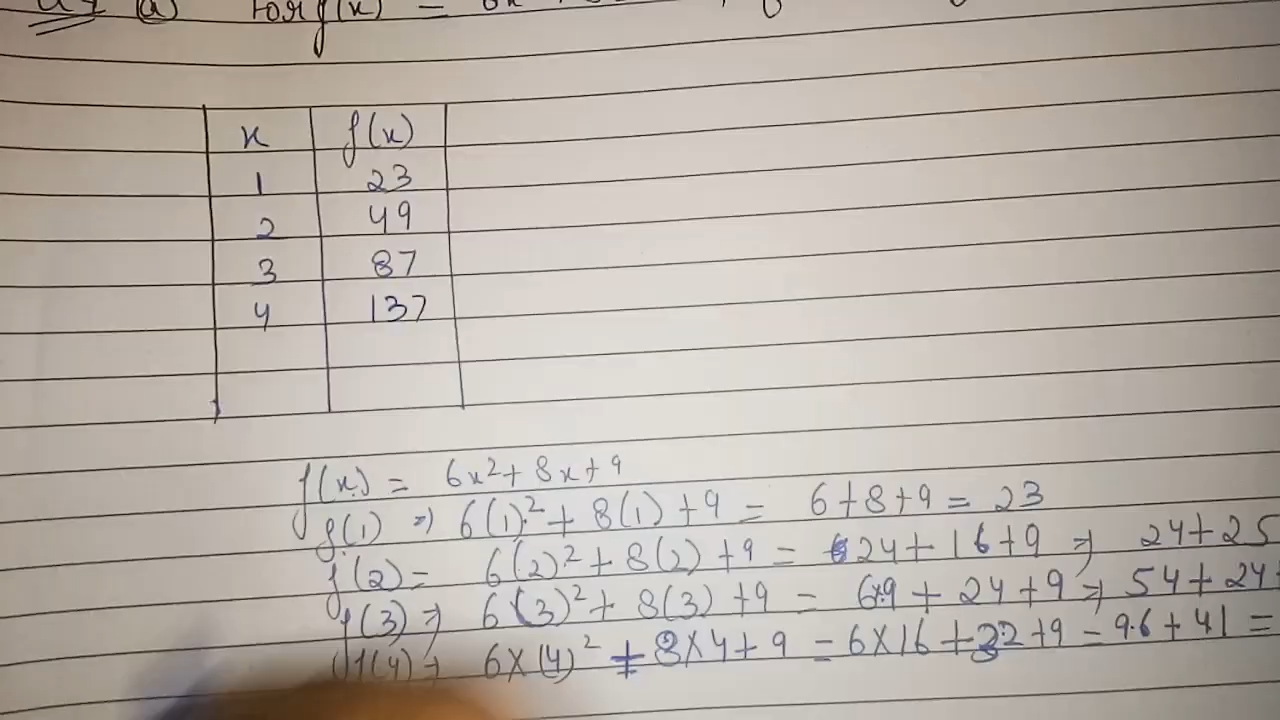 (a) For f(x) =
x f(x)
1 23
2 49
3 87
4 137
f(x) = 6x²+8x+9
f(1) ⇒ 6(1)²+8(1)+9 = 6+8+9 = 23
f(2) = 6(2)²+8(2)+9 = 24+16+9 ⇒ 24+25
f(3) ⇒ 6(3)²+8(3)+9 = 6×9+24+9 ⇒ 54+24+
f(4) ⇒ 6×(4)²+8×4+9 = 6×16+32+9 = 96+41 =